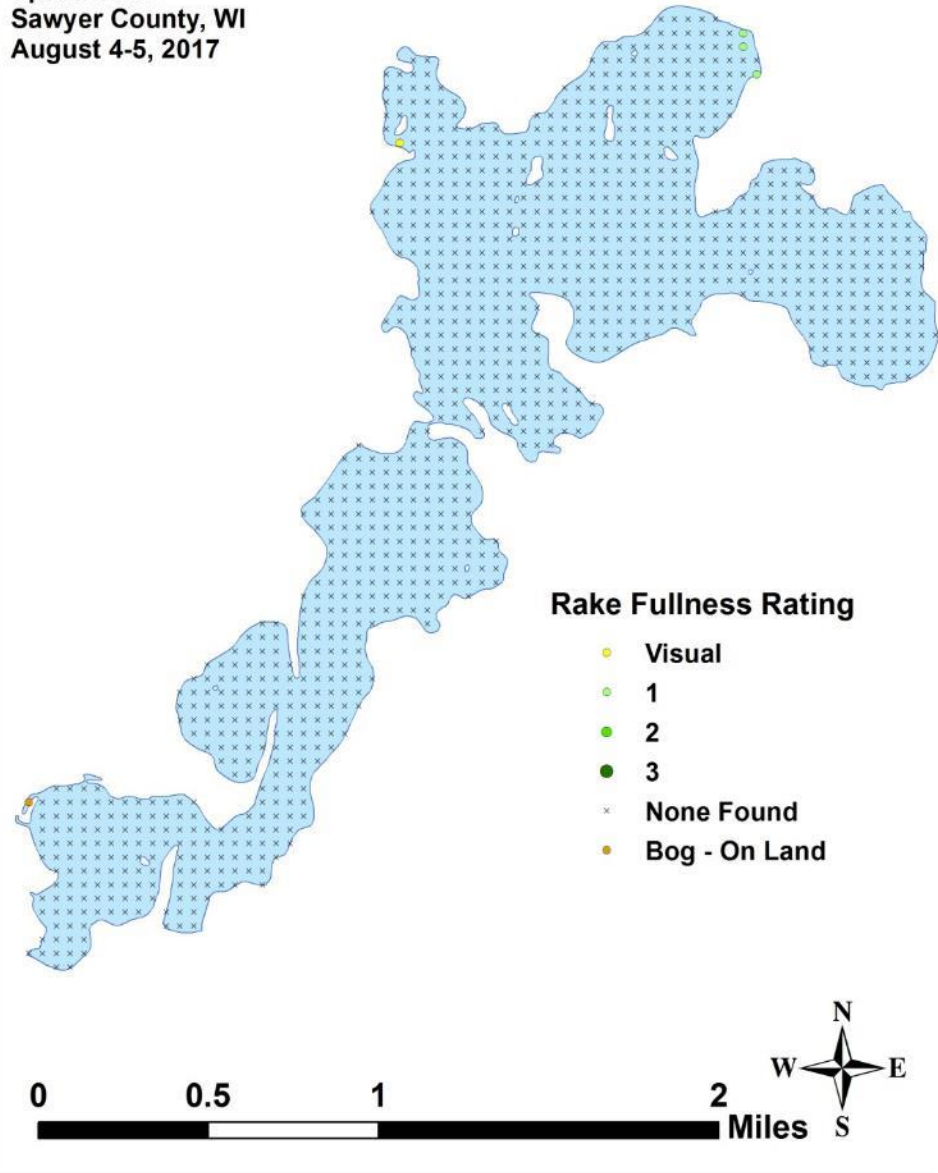 Sawyer County, WI
August 4-5, 2017
Rake Fullness Rating
Visual
1
2
3
None Found
Bog - On Land
N
W E
S
0 0.5 1 2
Miles